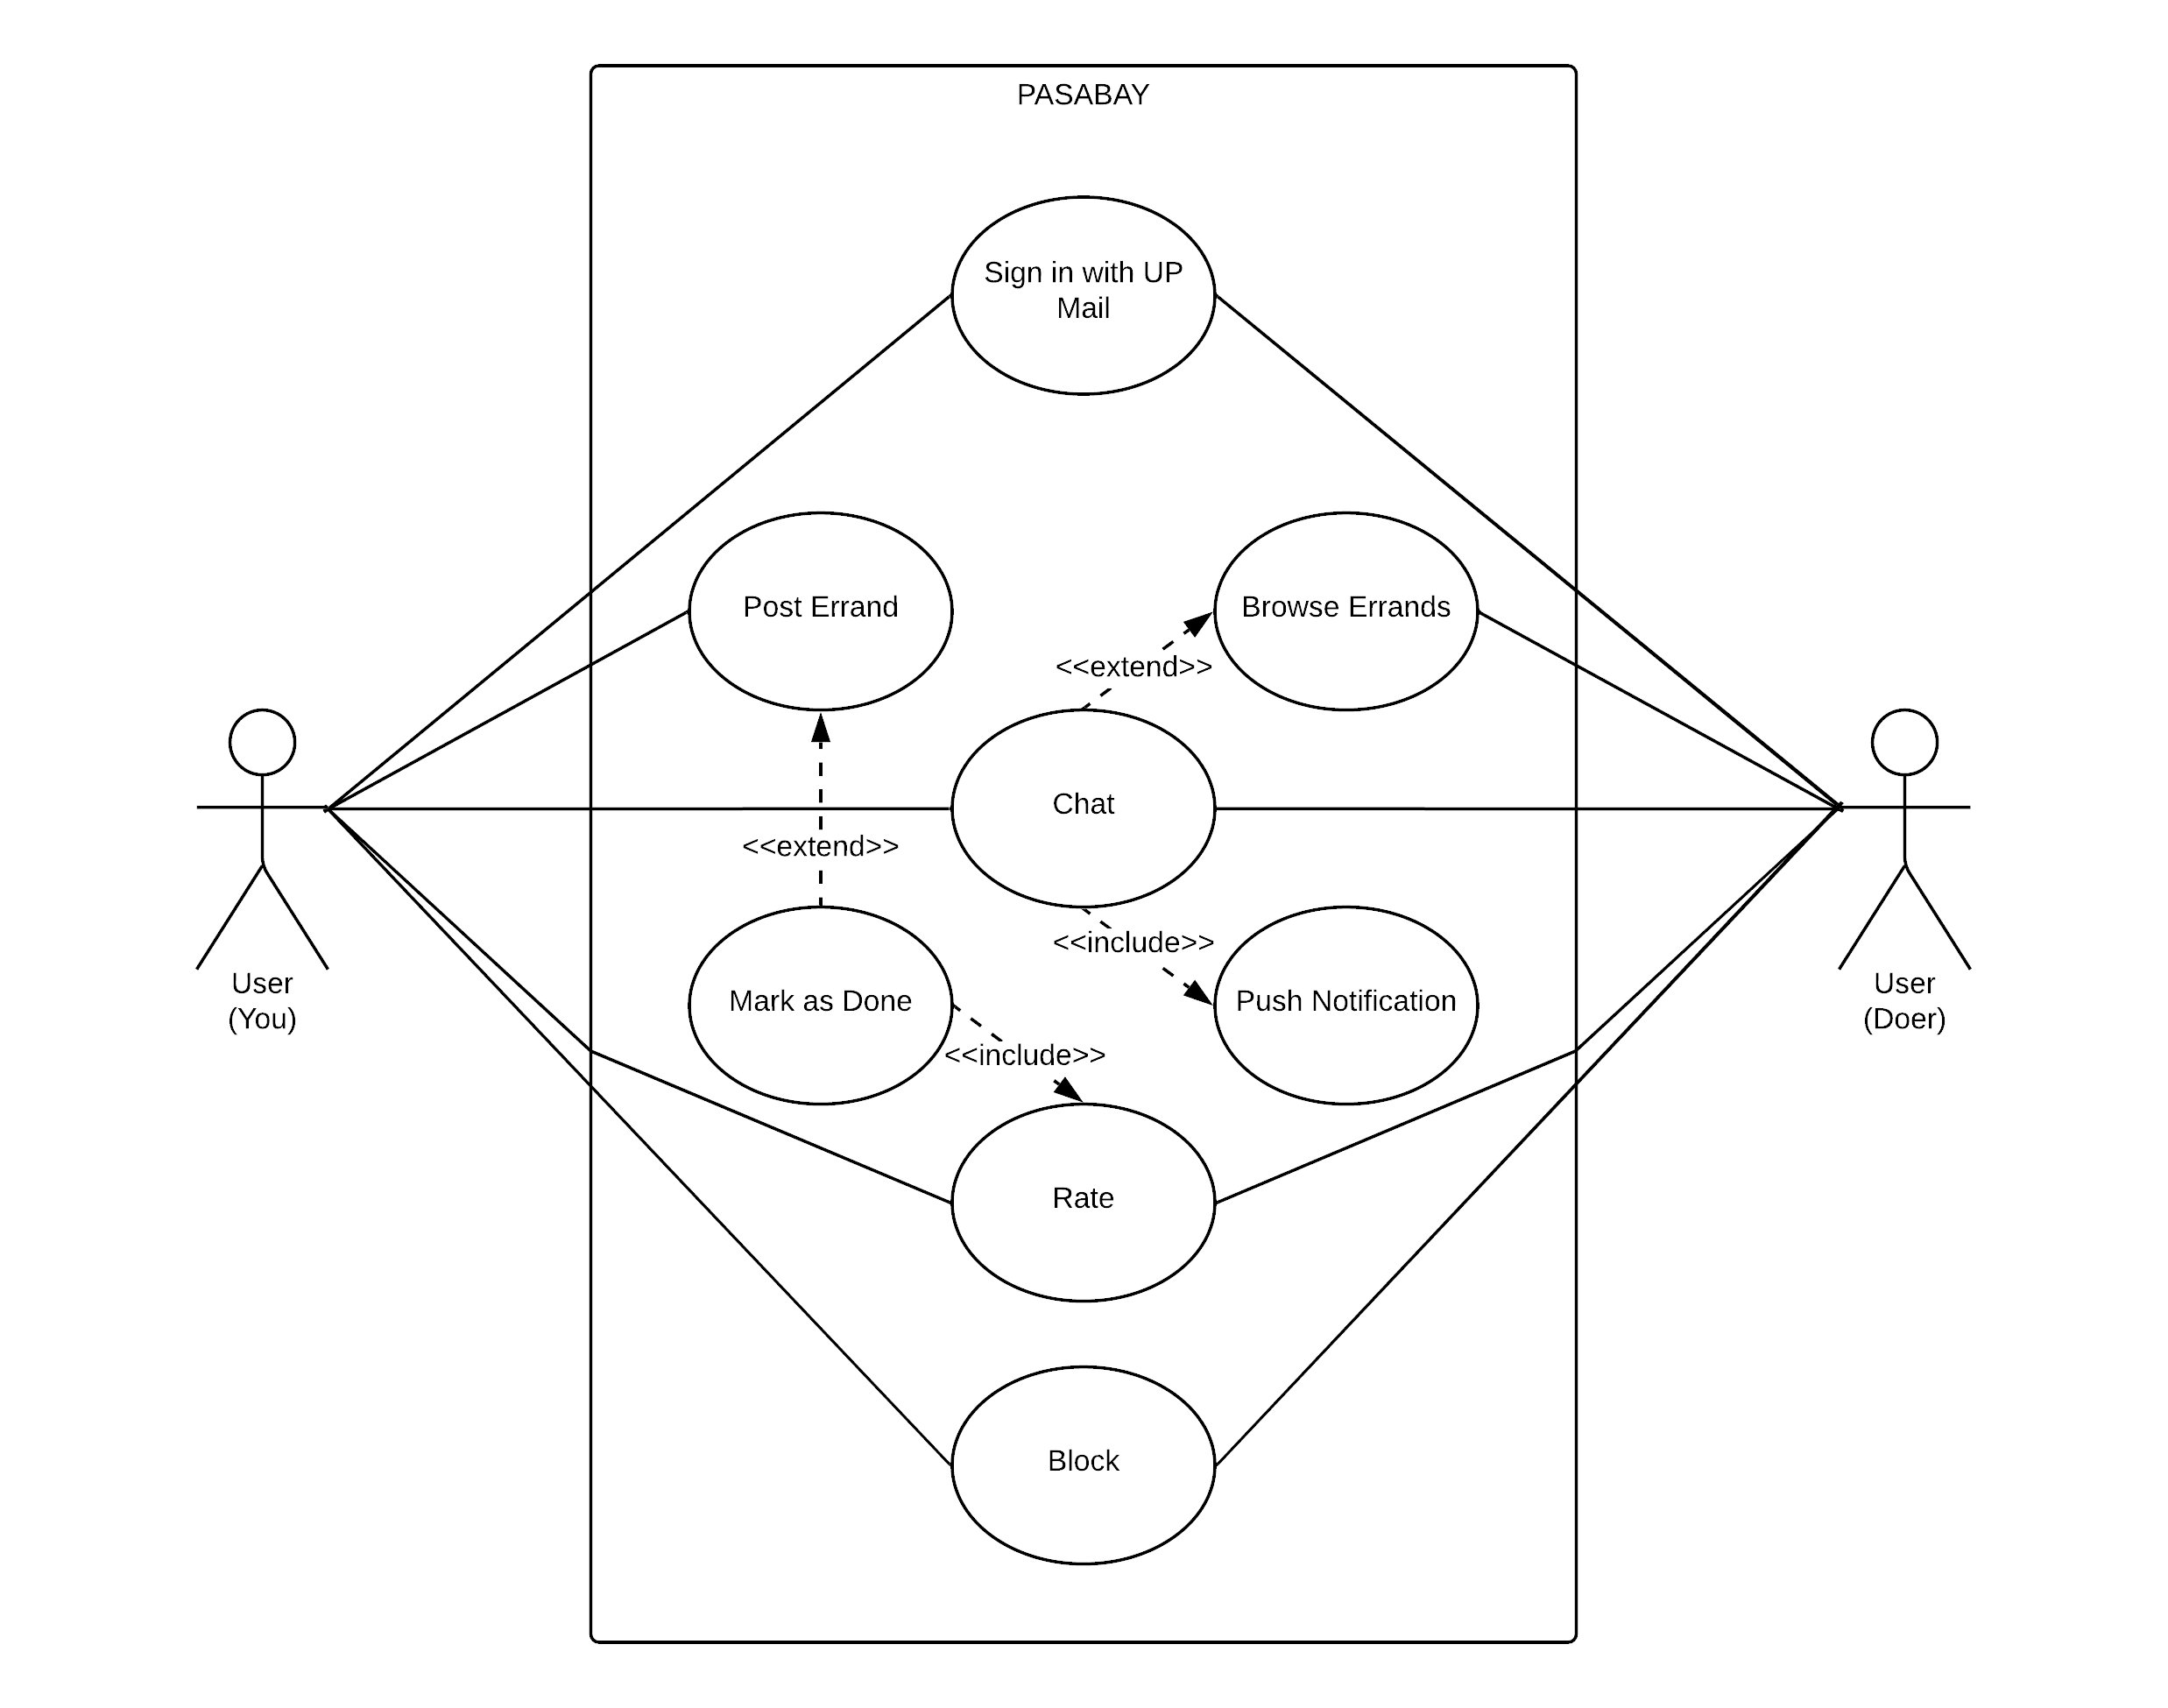 PASABAY
Sign in with UP
Mail
Post Errand
Browse Errands
<<extend>>
Chat
<<extend>>
<<include>>
Mark as Done
Push Notification
<<include>>
User
(You)
User
(Doer)
Rate
Block